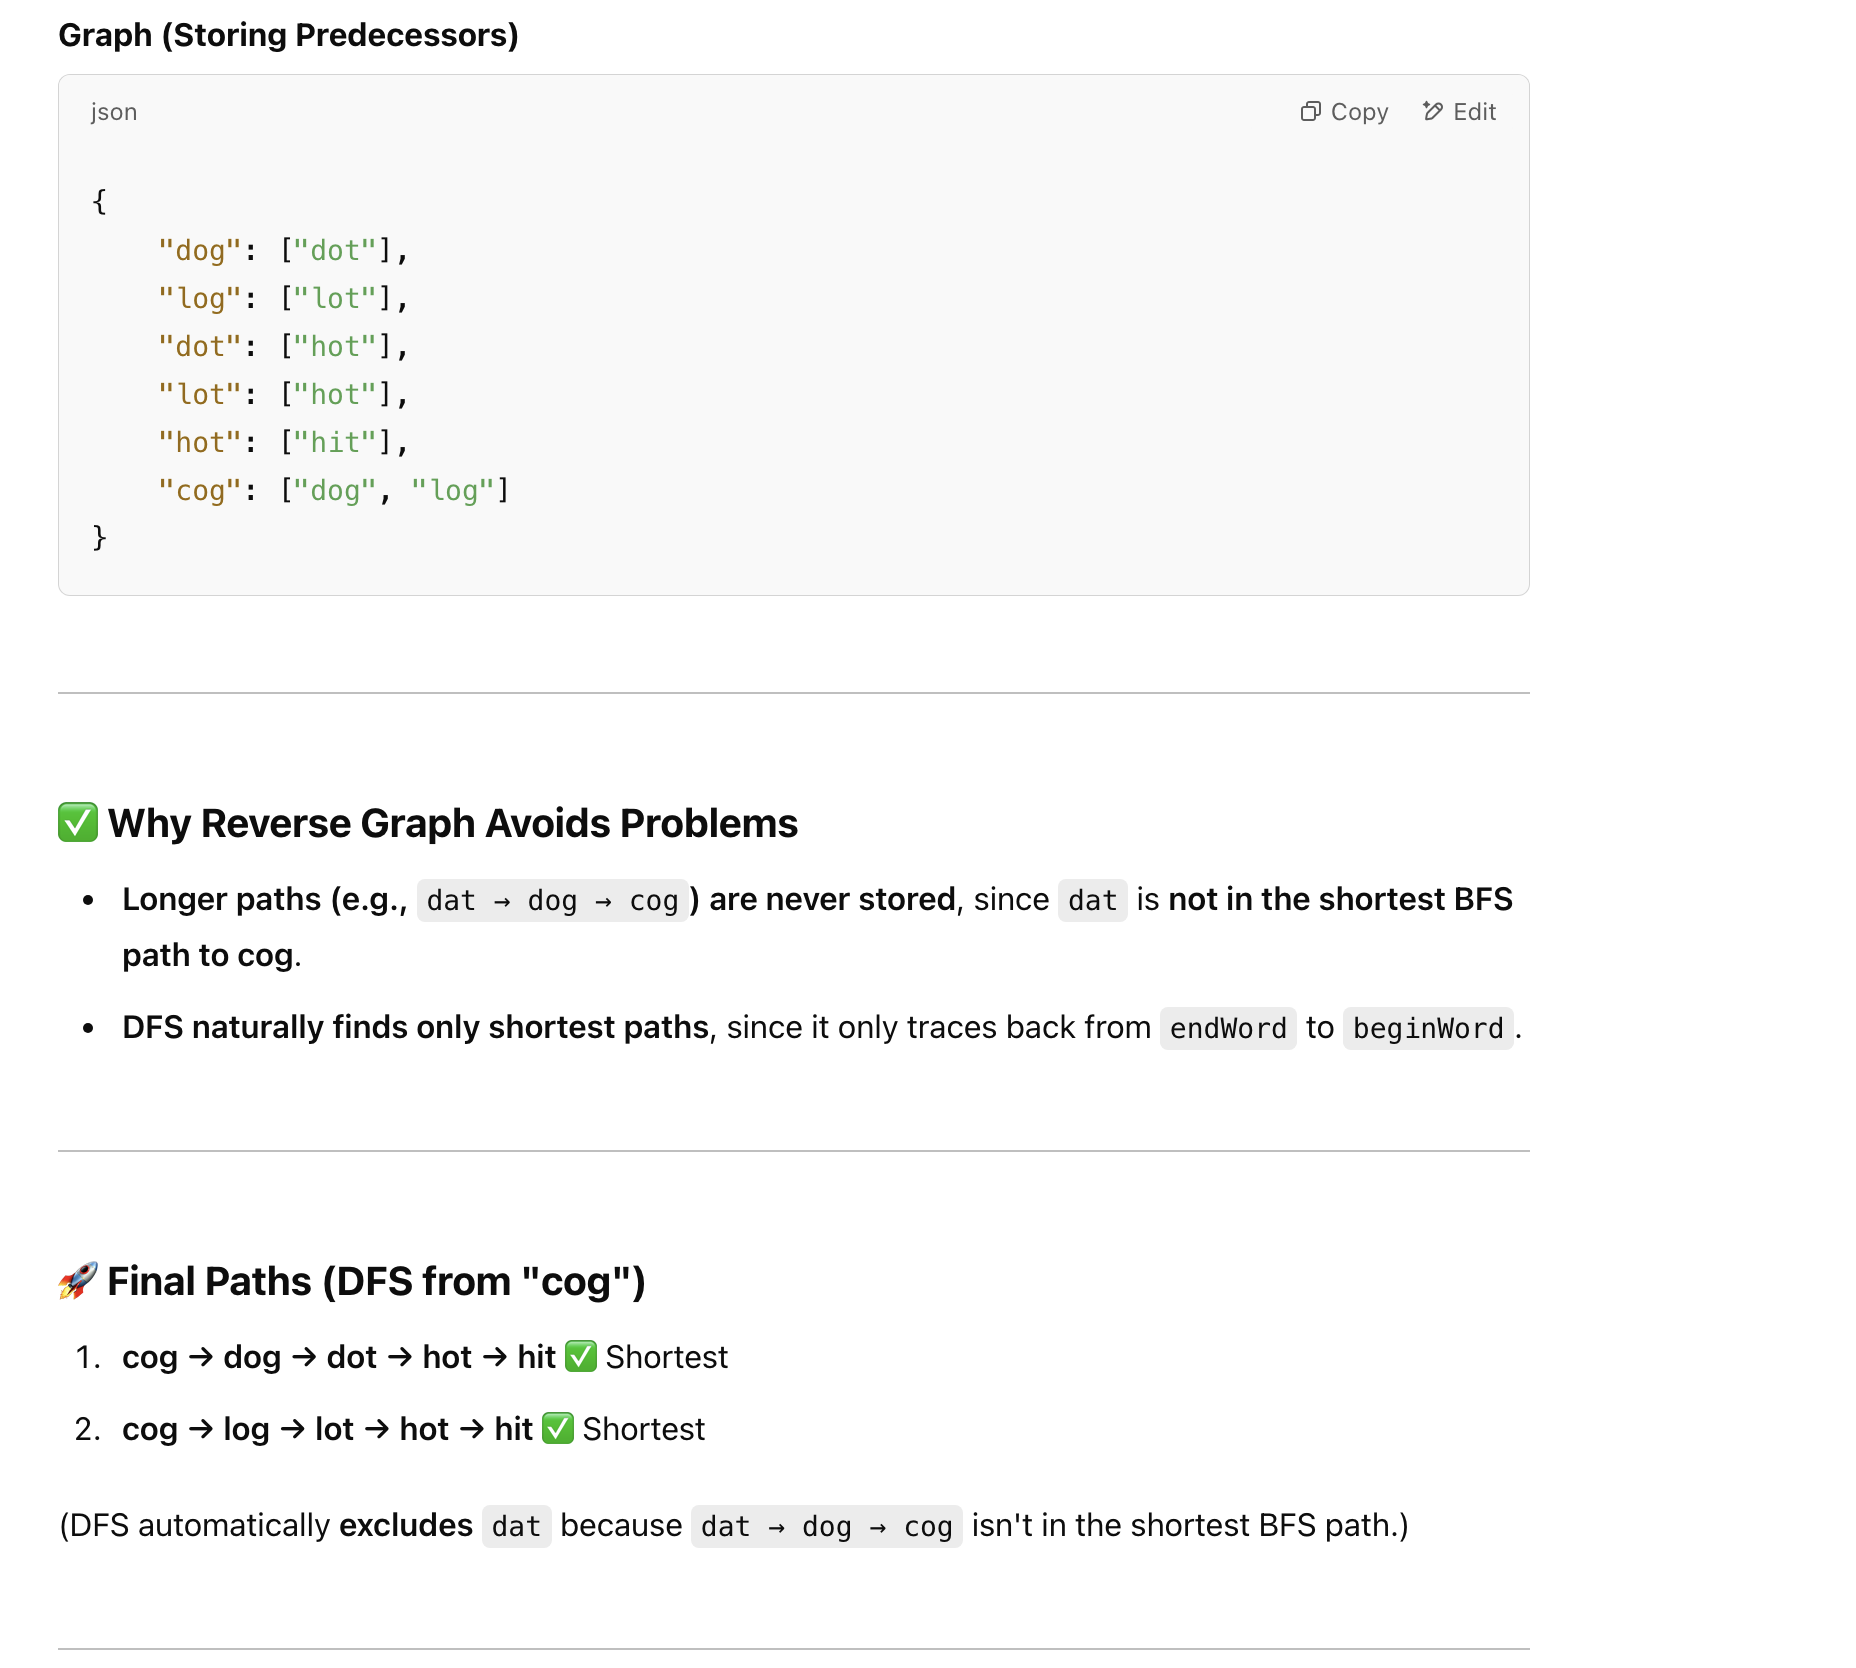 Graph (Storing Predecessors)
json
Copy
Edit
{
    "dog": ["dot"],
    "log": ["lot"],
    "dot": ["hot"],
    "lot": ["hot"],
    "hot": ["hit"],
    "cog": ["dog", "log"]
}
✅ Why Reverse Graph Avoids Problems
• Longer paths (e.g., dat → dog → cog) are never stored, since dat is not in the shortest BFS
path to cog.
• DFS naturally finds only shortest paths, since it only traces back from endWord to beginWord.
🚀 Final Paths (DFS from "cog")
1. cog → dog → dot → hot → hit ✅ Shortest
2. cog → log → lot → hot → hit ✅ Shortest
(DFS automatically excludes dat because dat → dog → cog isn't in the shortest BFS path.)